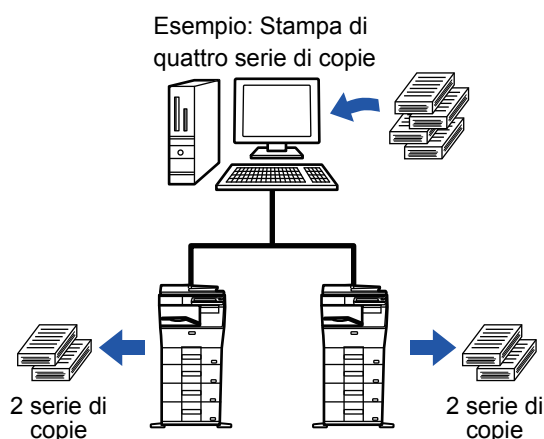 Esempio: Stampa di
quattro serie di copie
2 serie di
copie
2 serie di
copie